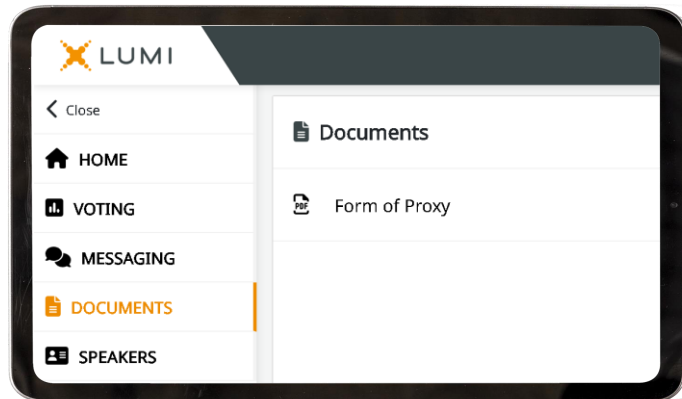 LUMI
Close
HOME
VOTING
MESSAGING
DOCUMENTS
SPEAKERS
Documents
PDF
Form of Proxy